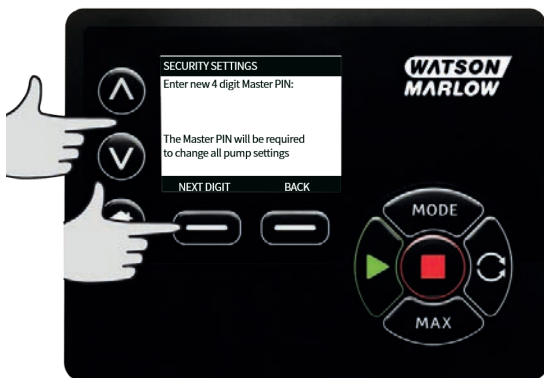 SECURITY SETTINGS
Enter new 4 digit Master PIN:
The Master PIN will be required
to change all pump settings
NEXT DIGIT BACK
WATSON
MARLOW
MODE
MAX